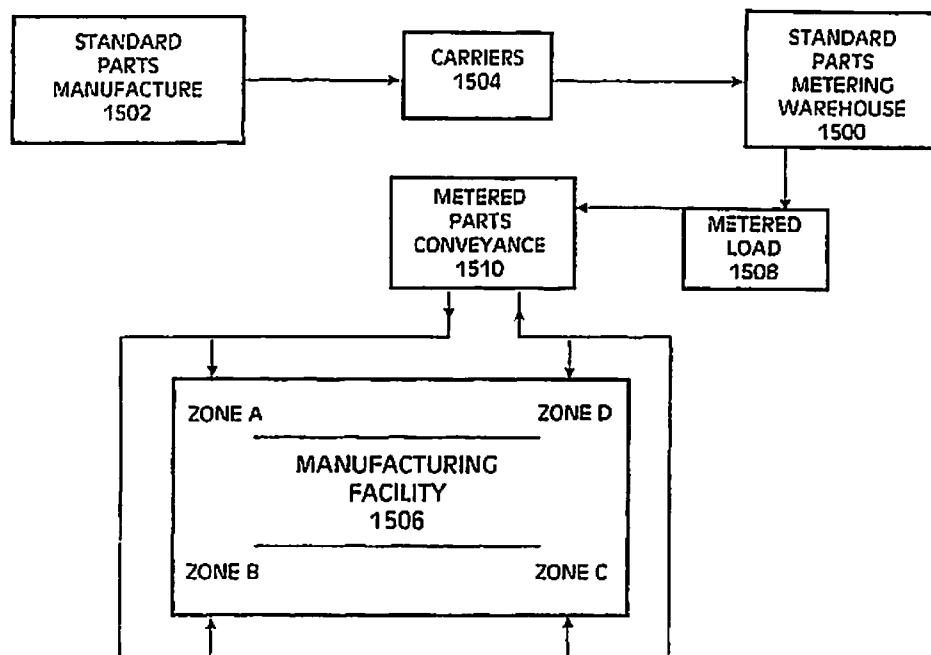 STANDARD
PARTS
MANUFACTURE
1502
CARRIERS
1504
STANDARD
PARTS
METERING
WAREHOUSE
1500
METERED
PARTS
CONVEYANCE
1510
METERED
LOAD
1508
ZONE A
ZONE D
MANUFACTURING
FACILITY
1506
ZONE B
ZONE C